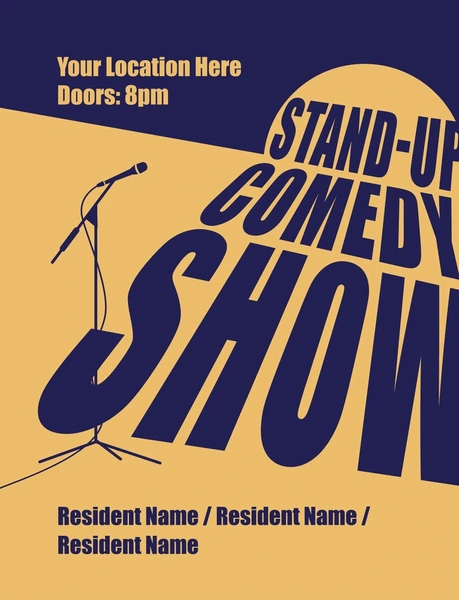 Your Location Here
Doors: 8pm
STAND-UP
COMEDY
SHOW
Resident Name / Resident Name /
Resident Name